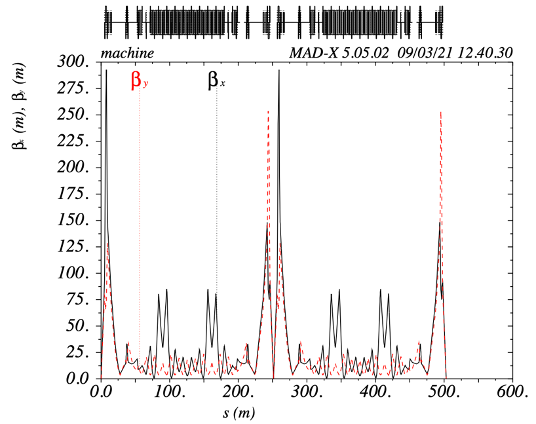 machine MAD-X 5.05.02 09/03/21 12.40.30
300.
275.
250.
225.
200.
175.
150.
125.
100.
75.
50.
25.
0.0
βx (m), βy (m)
βy βx
0.0 100. 200. 300. 400. 500. 600.
s (m)